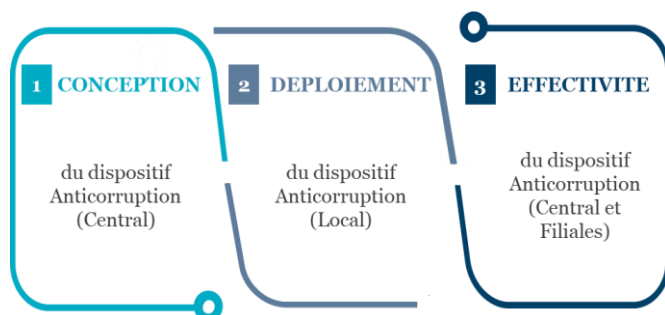 1 CONCEPTION
du dispositif
Anticorruption
(Central)
2 DEPLOIEMENT
du dispositif
Anticorruption
(Local)
3 EFFECTIVITE
du dispositif
Anticorruption
(Central et
Filiales)